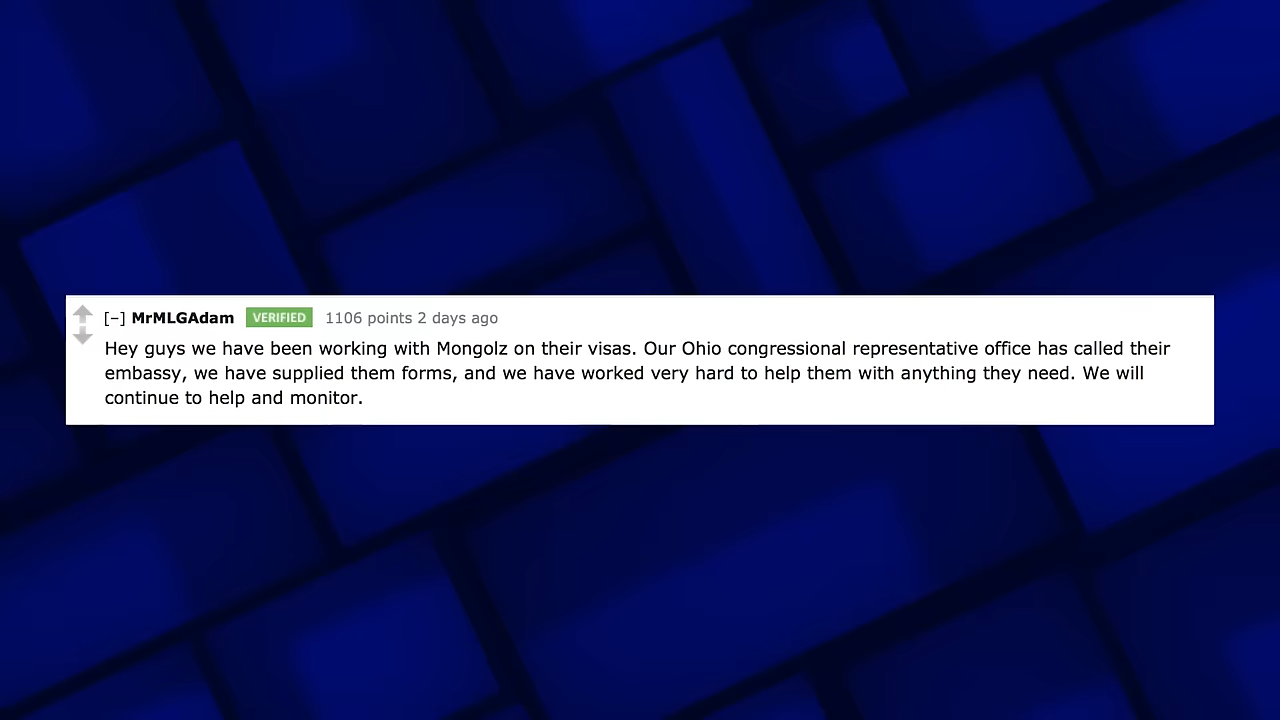 [–] MrMLGAdam VERIFIED 1106 points 2 days ago
Hey guys we have been working with Mongolz on their visas. Our Ohio congressional representative office has called their
embassy, we have supplied them forms, and we have worked very hard to help them with anything they need. We will
continue to help and monitor.